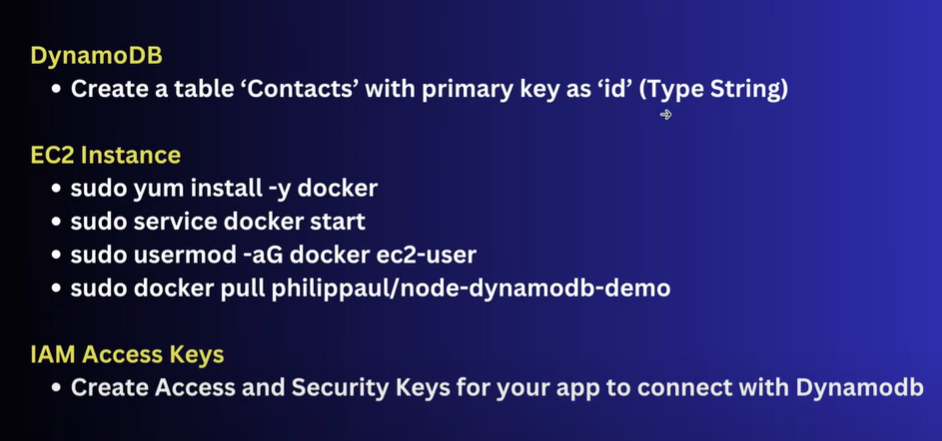 DynamoDB
• Create a table ‘Contacts’ with primary key as ‘id’ (Type String)
EC2 Instance
• sudo yum install -y docker
• sudo service docker start
• sudo usermod -aG docker ec2-user
• sudo docker pull philippaul/node-dynamodb-demo
IAM Access Keys
• Create Access and Security Keys for your app to connect with Dynamodb